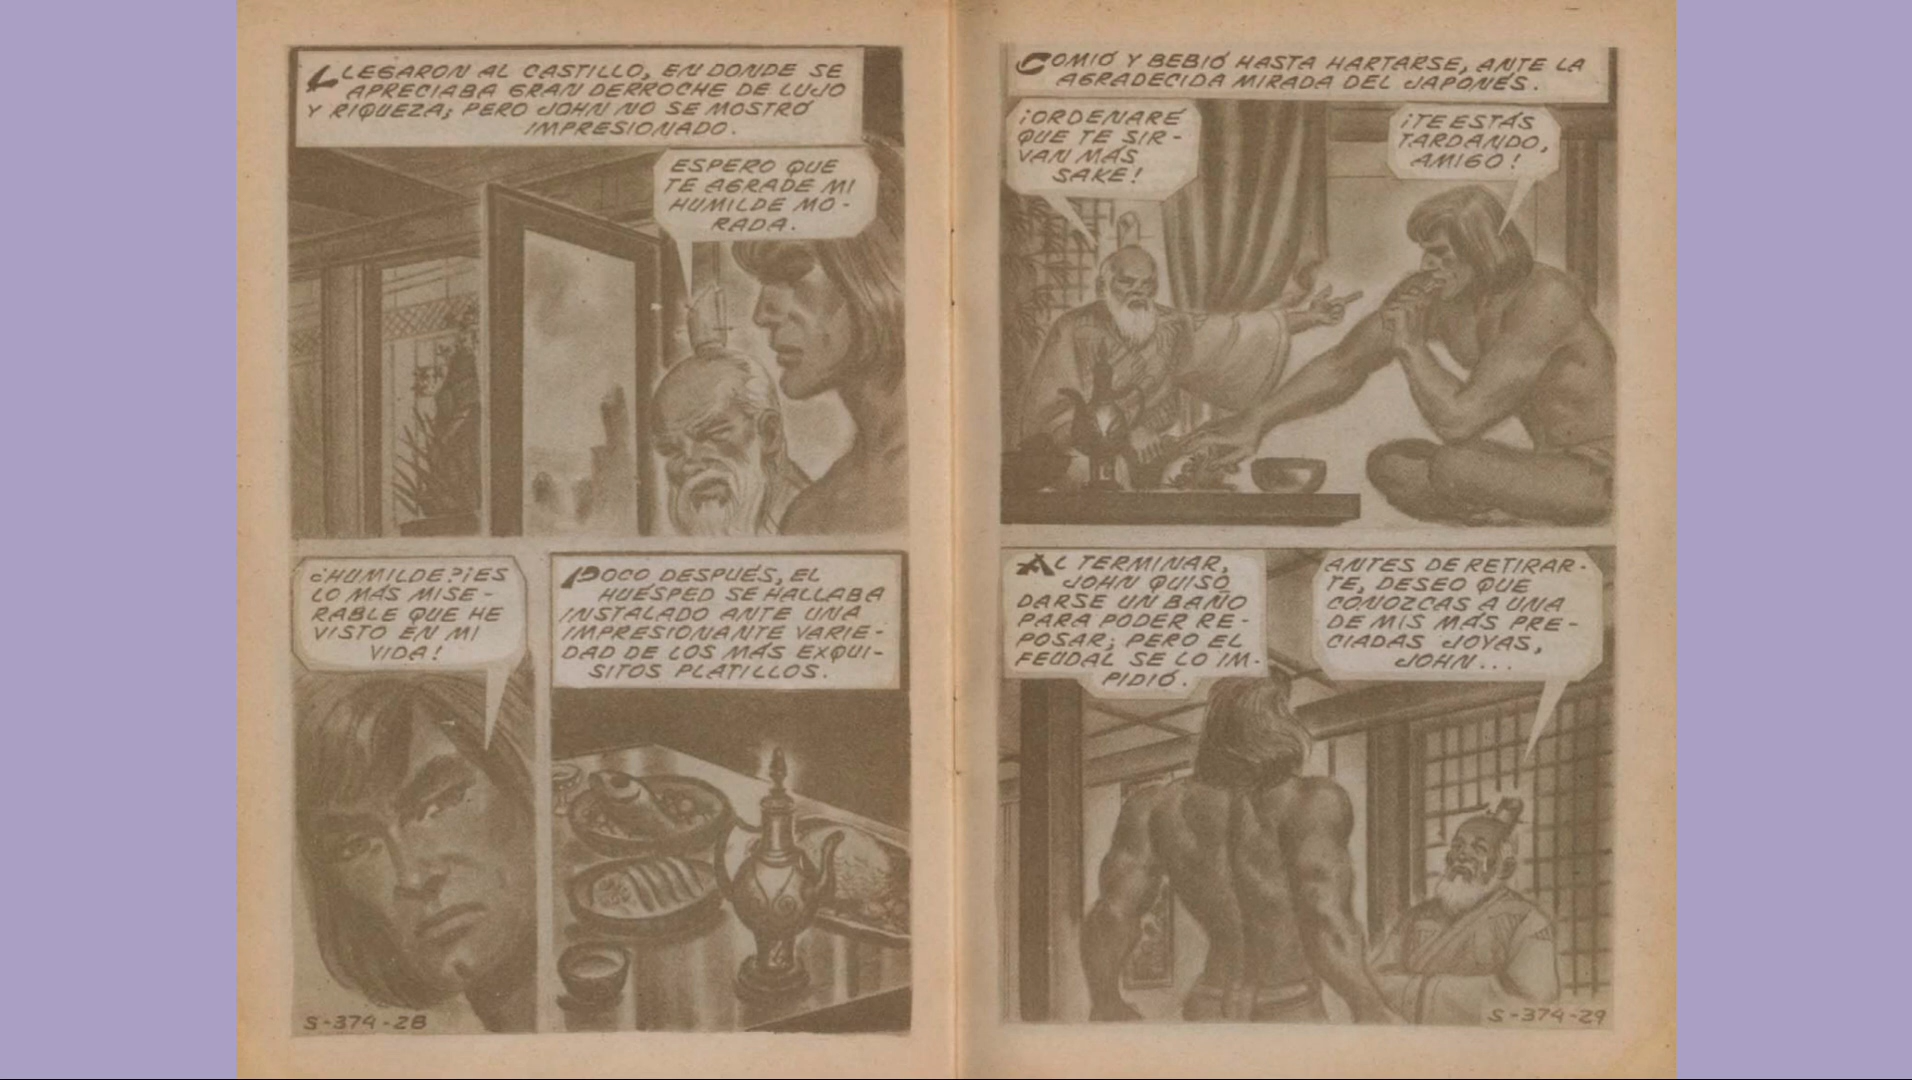 LLEGARON AL CASTILLO, EN DONDE SE
APRECIABA GRAN DERROCHE DE LUJO
Y RIQUEZA; PERO JOHN NO SE MOSTRÓ
IMPRESIONADO.
ESPERO QUE
TE AGRADE MI
HUMILDE MO-
RADA.
¿HUMILDE? ¡ES
LO MÁS MISE-
RABLE QUE HE
VISTO EN MI
VIDA!
POCO DESPUÉS, EL
HUÉSPED SE HALLABA
INSTALADO ANTE UNA
IMPRESIONANTE VARIE-
DAD DE LOS MÁS EXQUI-
SITOS PLATILLOS.
S-374-28
COMIÓ Y BEBIÓ HASTA HARTARSE, ANTE LA
AGRADECIDA MIRADA DEL JAPONÉS.
¡ORDENARÉ
QUE TE SIR-
VAN MÁS
SAKE!
¡TE ESTÁS
TARDANDO,
AMIGO!
AL TERMINAR,
JOHN QUISO
DARSE UN BAÑO
PARA PODER RE-
POSAR; PERO EL
FEUDAL SE LO IM-
PIDIÓ.
ANTES DE RETIRAR-
TE, DESEO QUE
CONOZCAS A UNA
DE MIS MÁS PRE-
CIADAS JOYAS,
JOHN...
S-374-29